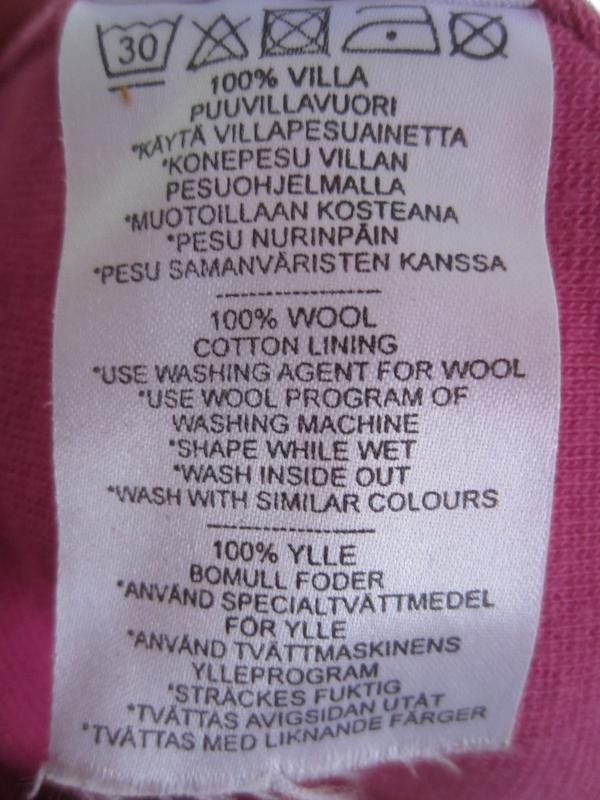 30
100% VILLA
PUUVILLAVUORI
*KÄYTÄ VILLAPESUAINETTA
*KONEPESU VILLAN
PESUOHJELMALLA
*MUOTOILLAAN KOSTEANA
*PESU NURINPÄIN
*PESU SAMANVÄRISTEN KANSSA
100% WOOL
COTTON LINING
*USE WASHING AGENT FOR WOOL
*USE WOOL PROGRAM OF
WASHING MACHINE
*SHAPE WHILE WET
*WASH INSIDE OUT
*WASH WITH SIMILAR COLOURS
100% YLLE
BOMULL FODER
*ANVÄND SPECIALTVÄTTMEDEL
FÖR YLLE
*ANVÄND TVÄTTMASKINENS
YLLEPROGRAM
*STRÄCKES FUKTIG
*TVÄTTAS AVIGSIDAN UTÅT
*TVÄTTAS MED LIKNANDE FÄRGER